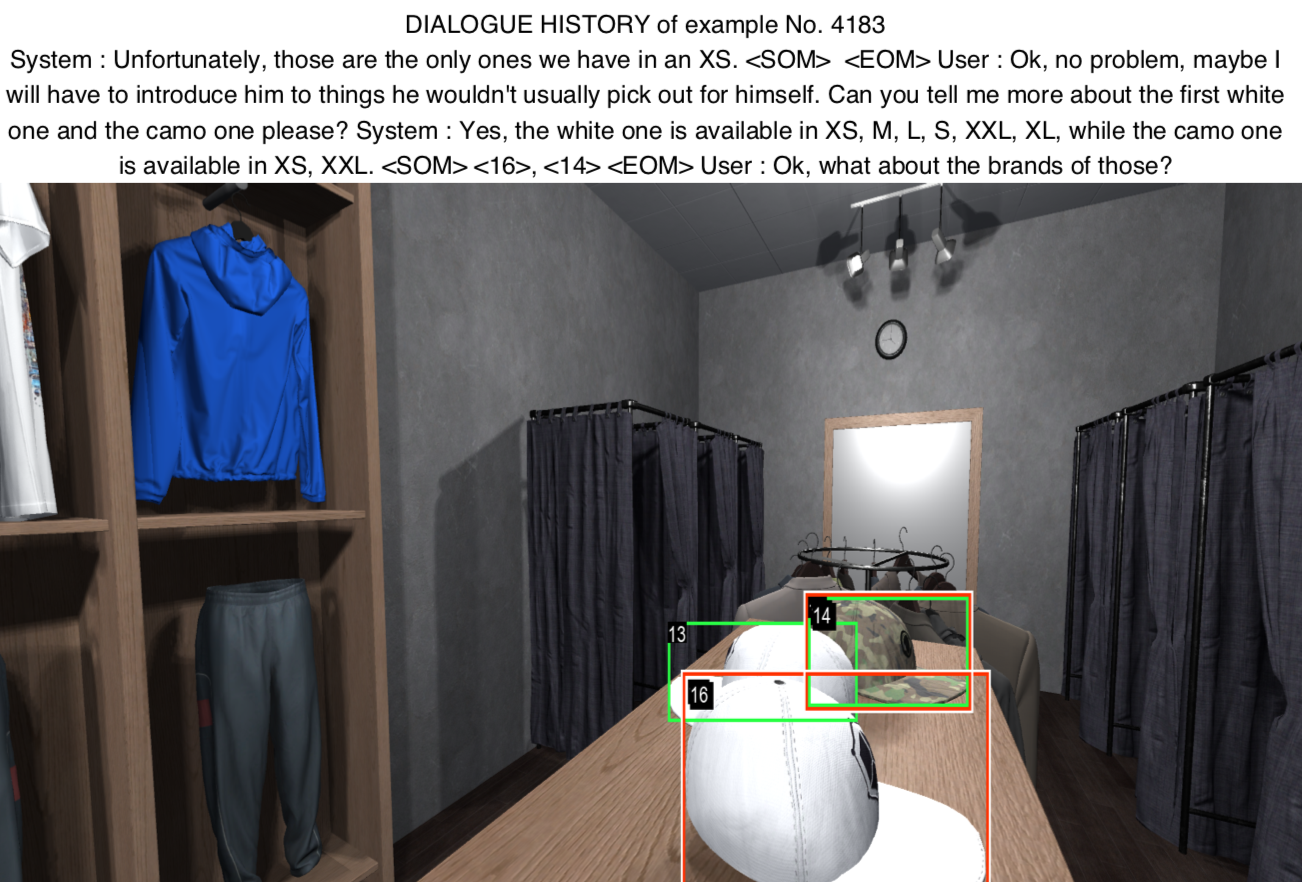 DIALOGUE HISTORY of example No. 4183
System : Unfortunately, those are the only ones we have in an XS. <SOM>  <EOM> User : Ok, no problem, maybe I
will have to introduce him to things he wouldn't usually pick out for himself. Can you tell me more about the first white
one and the camo one please? System : Yes, the white one is available in XS, M, L, S, XXL, XL, while the camo one
is available in XS, XXL. <SOM> <16>, <14> <EOM> User : Ok, what about the brands of those?
14
13
16